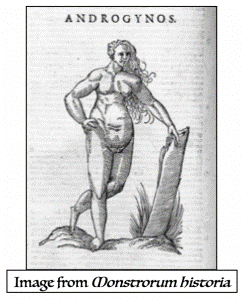 ANDROGYNOS.
Image from Monstrorum historia